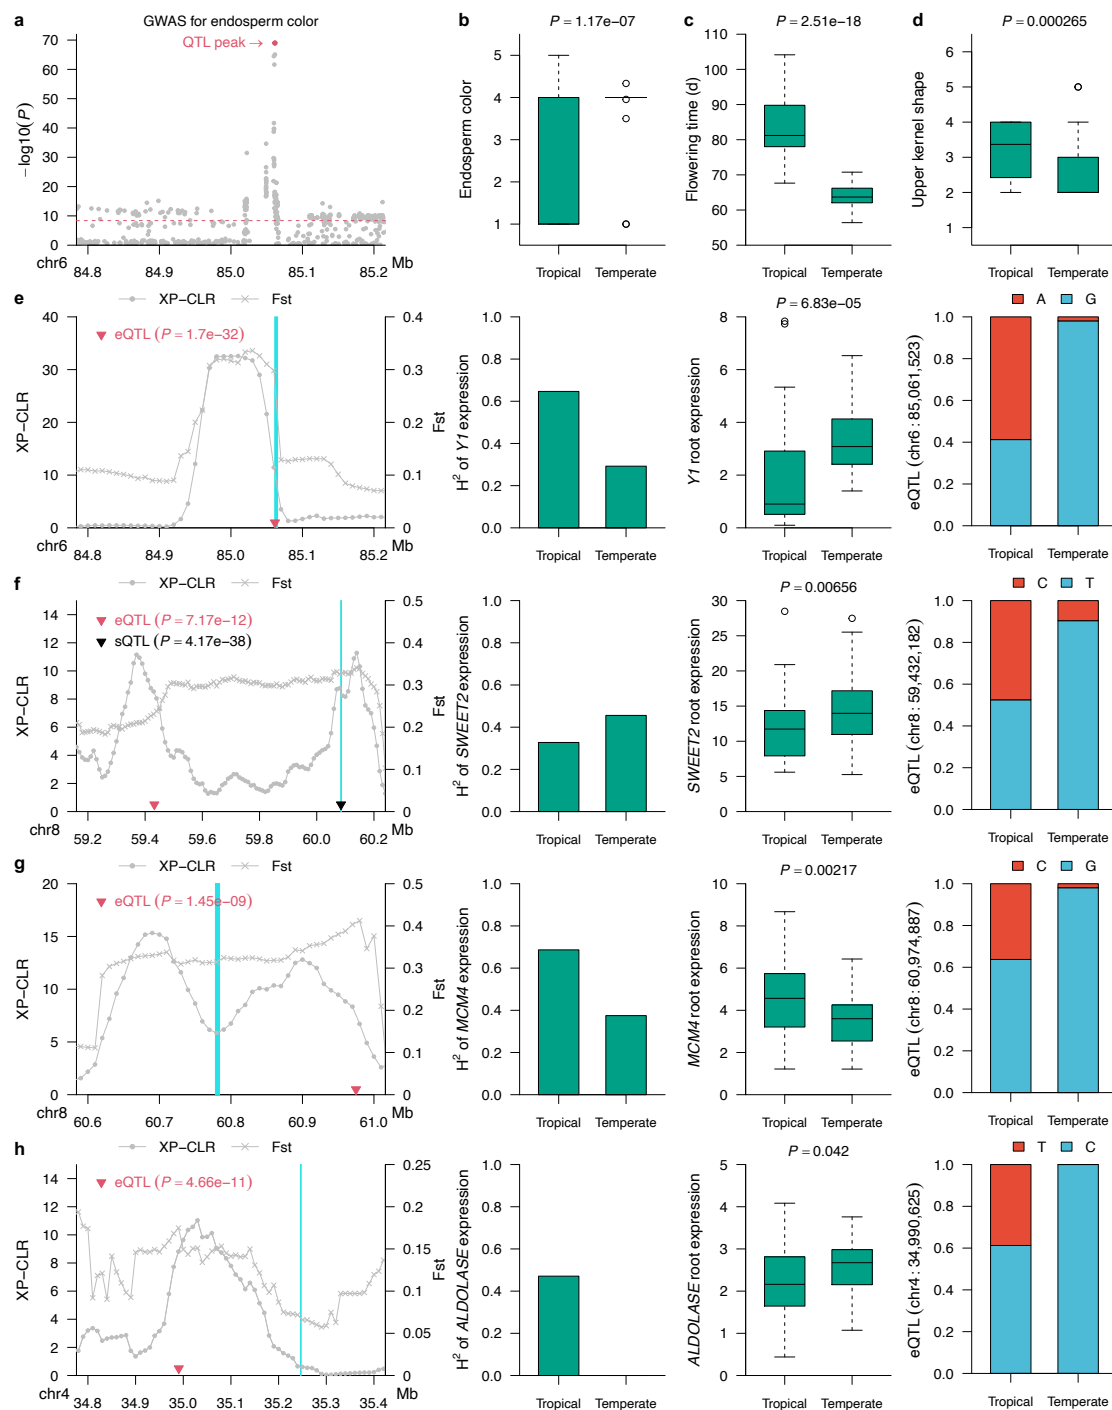 a
GWAS for endosperm color
QTL peak →
−log10(P)
70
60
50
40
30
20
10
0
chr6
84.8 84.9 85.0 85.1 85.2
Mb
b
P = 1.17e−07
Endosperm color
5
4
3
2
1
Tropical Temperate
c
P = 2.51e−18
Flowering time (d)
110
100
90
80
70
60
50
Tropical Temperate
d
P = 0.000265
Upper kernel shape
6
5
4
3
2
1
Tropical Temperate
e
XP−CLR Fst
eQTL (P = 1.7e−32)
XP−CLR
40
30
20
10
0
Fst
0.4
0.3
0.2
0.1
0
chr6
84.8 84.9 85.0 85.1 85.2
Mb
H² of Y1 expression
1.0
0.8
0.6
0.4
0.2
0.0
Tropical Temperate
P = 6.83e−05
Y1 root expression
8
6
4
2
0
Tropical Temperate
A G
eQTL (chr6 : 85,061,523)
1.0
0.8
0.6
0.4
0.2
0.0
Tropical Temperate
f
XP−CLR Fst
eQTL (P = 7.17e−12)
sQTL (P = 4.17e−38)
XP−CLR
14
12
10
8
6
4
2
0
Fst
0.5
0.4
0.3
0.2
0.1
0
chr8
59.2 59.4 59.6 59.8 60.0 60.2
Mb
H² of SWEET2 expression
1.0
0.8
0.6
0.4
0.2
0.0
Tropical Temperate
P = 0.00656
SWEET2 root expression
30
25
20
15
10
5
0
Tropical Temperate
C T
eQTL (chr8 : 59,432,182)
1.0
0.8
0.6
0.4
0.2
0.0
Tropical Temperate
g
XP−CLR Fst
eQTL (P = 1.45e−09)
XP−CLR
20
15
10
5
0
Fst
0.5
0.4
0.3
0.2
0.1
0
chr8
60.6 60.7 60.8 60.9 61.0
Mb
H² of MCM4 expression
1.0
0.8
0.6
0.4
0.2
0.0
Tropical Temperate
P = 0.00217
MCM4 root expression
10
8
6
4
2
0
Tropical Temperate
C G
eQTL (chr8 : 60,974,887)
1.0
0.8
0.6
0.4
0.2
0.0
Tropical Temperate
h
XP−CLR Fst
eQTL (P = 4.66e−11)
XP−CLR
14
12
10
8
6
4
2
0
Fst
0.25
0.2
0.15
0.1
0.05
0
chr4
34.8 34.9 35.0 35.1 35.2 35.3 35.4
Mb
H² of ALDOLASE expression
1.0
0.8
0.6
0.4
0.2
0.0
Tropical Temperate
P = 0.042
ALDOLASE root expression
5
4
3
2
1
0
Tropical Temperate
T C
eQTL (chr4 : 34,990,625)
1.0
0.8
0.6
0.4
0.2
0.0
Tropical Temperate